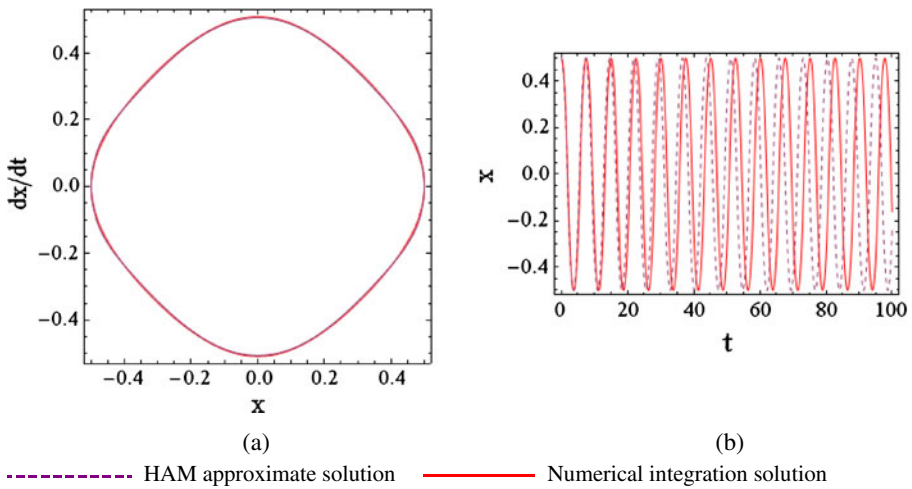 0.4
0.2
0.0
−0.2
−0.4
dx/dt
−0.4 −0.2 0.0 0.2 0.4
x
(a)
0.4
0.2
0.0
−0.2
−0.4
x
0 20 40 60 80 100
t
(b)
HAM approximate solution Numerical integration solution